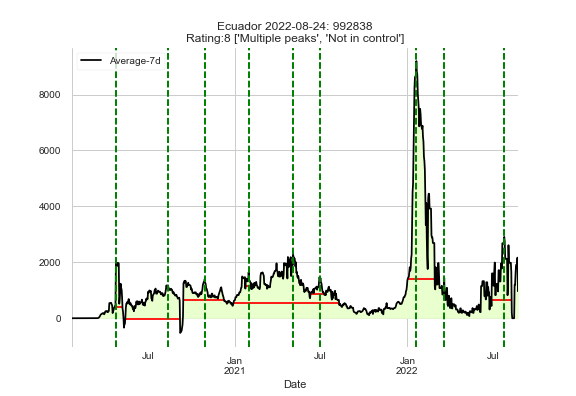 Ecuador 2022-08-24: 992838
Rating:8 ['Multiple peaks', 'Not in control']
Average-7d
8000
6000
4000
2000
0
Jul
Jan
2021
Jul
Jan
2022
Jul
Date